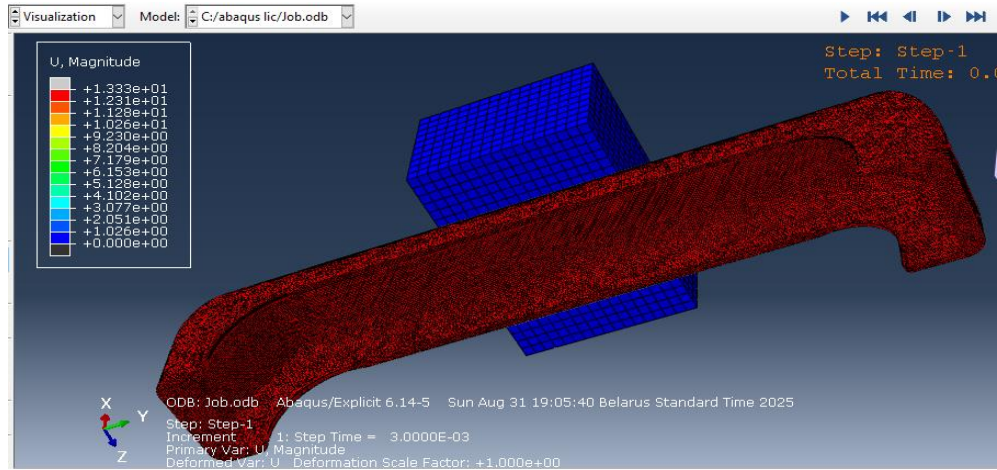 Visualization Model: C:/abaqus lic/Job.odb
U, Magnitude
+1.333e+01
+1.231e+01
+1.128e+01
+1.026e+01
+9.230e+00
+8.204e+00
+7.179e+00
+6.153e+00
+5.128e+00
+4.102e+00
+3.077e+00
+2.051e+00
+1.026e+00
+0.000e+00
Step: Step-1
Total Time: 0.0
X
Y
Z
ODB: Job.odb Abaqus/Explicit 6.14-5 Sun Aug 31 19:05:40 Belarus Standard Time 2025
Step: Step-1
Increment 1: Step Time = 3.0000E-03
Primary Var: U, Magnitude
Deformed Var: U Deformation Scale Factor: +1.000e+00